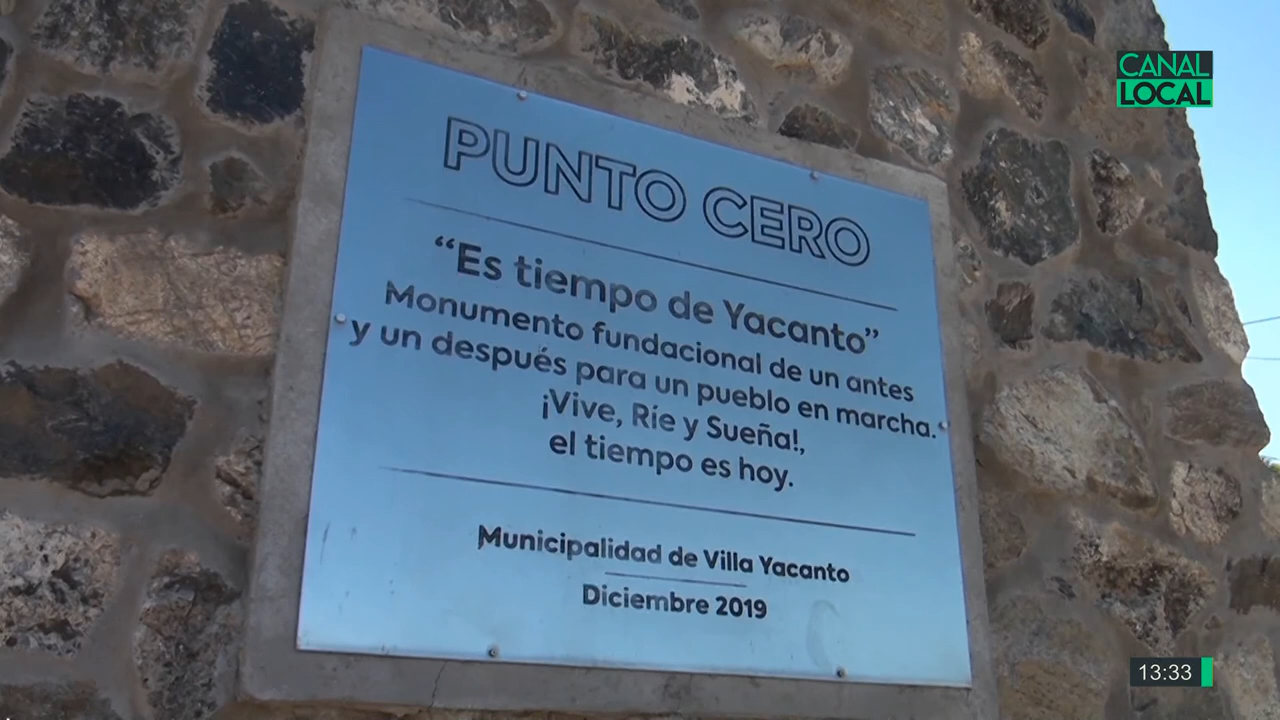 CANAL
LOCAL
PUNTO CERO
“Es tiempo de Yacanto”
Monumento fundacional de un antes
y un después para un pueblo en marcha.
¡Vive, Ríe y Sueña!,
el tiempo es hoy.
Municipalidad de Villa Yacanto
Diciembre 2019
13:33